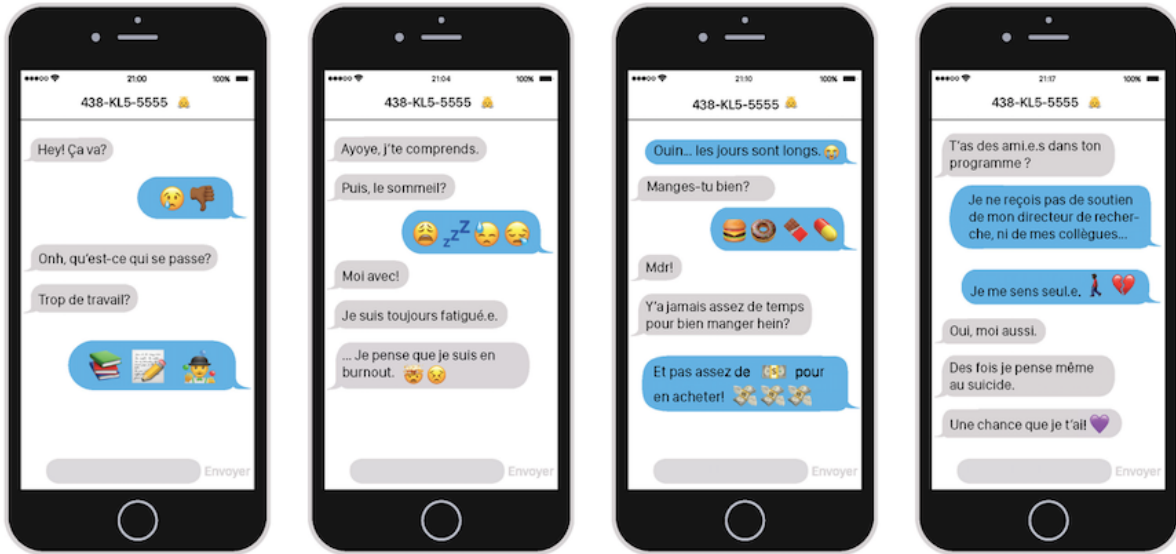 21:00
100%
438-KL5-5555 🙏
Hey! Ça va?
😢 👎🏾
Onh, qu'est-ce qui se passe?
Trop de travail?
📚 📝 🤹
Envoyer
21:04
100%
438-KL5-5555 🙏
Ayoye, j'te comprends.
Puis, le sommeil?
😩 💤 😓 😪
Moi avec!
Je suis toujours fatigué.e.
... Je pense que je suis en
burnout. 🤯 😣
Envoyer
21:10
100%
438-KL5-5555 🙏
Ouin... les jours sont longs. 😭
Manges-tu bien?
🍔 🍩 🍫 💊
Mdr!
Y'a jamais assez de temps
pour bien manger hein?
Et pas assez de 💵 pour
en acheter! 💸 💸 💸
Envoyer
21:17
100%
438-KL5-5555 🙏
T'as des ami.e.s dans ton
programme ?
Je ne reçois pas de soutien
de mon directeur de recher-
che, ni de mes collègues...
Je me sens seul.e. 🚶🏿 💔
Oui, moi aussi.
Des fois je pense même
au suicide.
Une chance que je t'ai! 💜
Envoyer